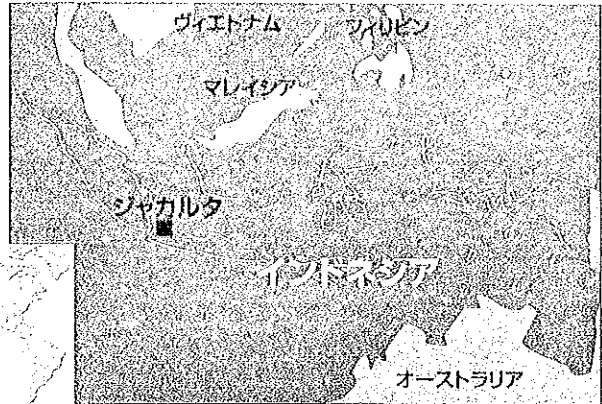 ヴィエトナム
フィリピン
マレイシア
ジャカルタ
インドネシア
オーストラリア